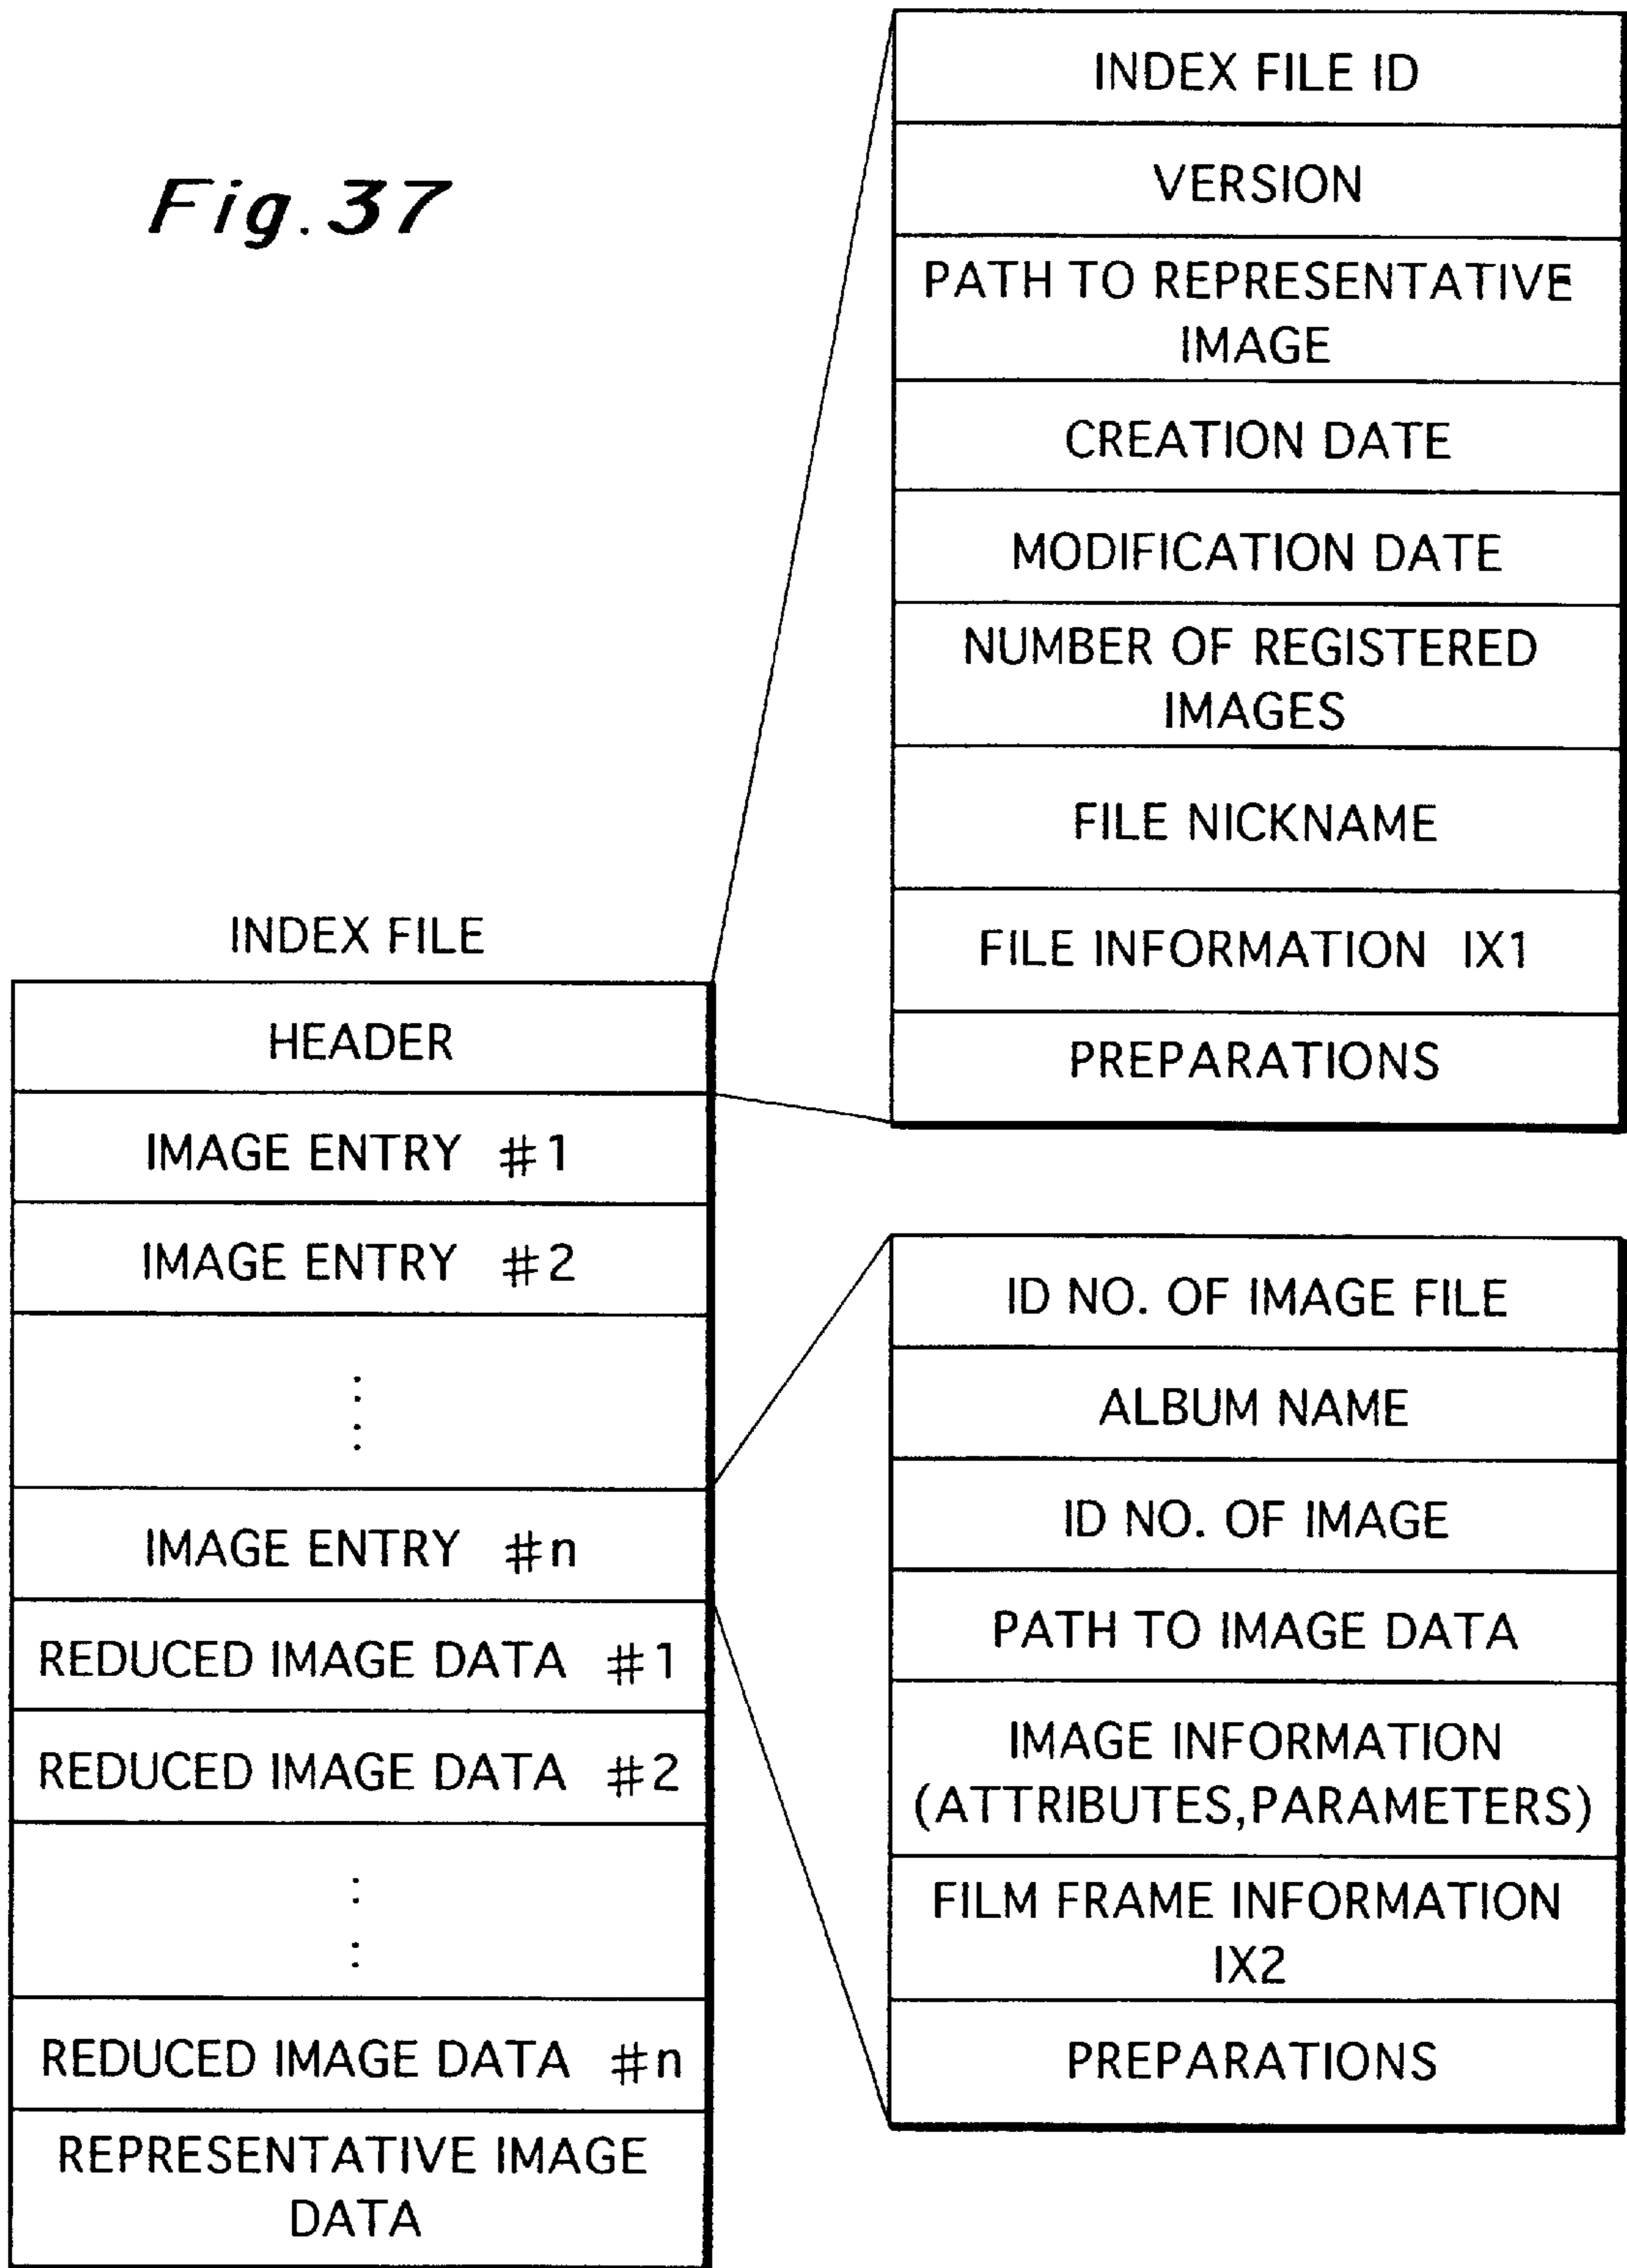 Fig.37
INDEX FILE ID
VERSION
PATH TO REPRESENTATIVE
IMAGE
CREATION DATE
MODIFICATION DATE
NUMBER OF REGISTERED
IMAGES
FILE NICKNAME
FILE INFORMATION IX1
PREPARATIONS
INDEX FILE
HEADER
IMAGE ENTRY #1
IMAGE ENTRY #2
IMAGE ENTRY #n
REDUCED IMAGE DATA #1
REDUCED IMAGE DATA #2
REDUCED IMAGE DATA #n
REPRESENTATIVE IMAGE
DATA
ID NO. OF IMAGE FILE
ALBUM NAME
ID NO. OF IMAGE
PATH TO IMAGE DATA
IMAGE INFORMATION
(ATTRIBUTES,PARAMETERS)
FILM FRAME INFORMATION
IX2
PREPARATIONS